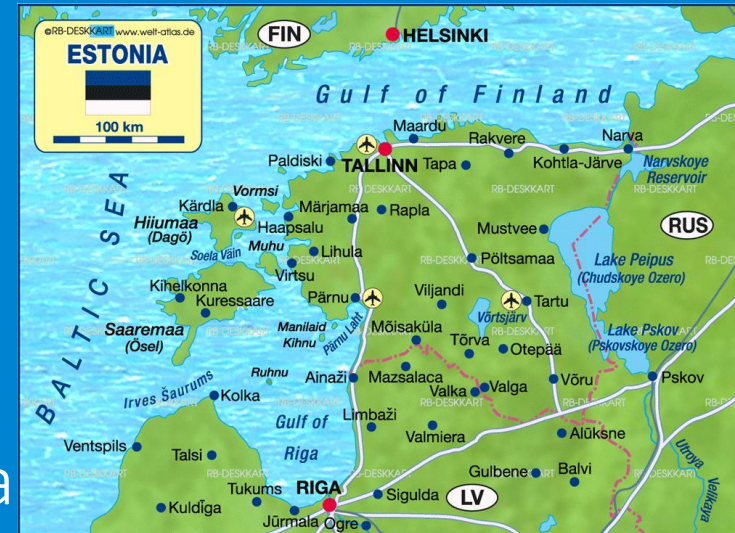 ©RB-DESKKART www.welt-atlas.de
ESTONIA
100 km
FIN
HELSINKI
Gulf of Finland
Maardu
Rakvere
Narva
Paldiski
TALLINN
Tapa
Kohtla-Järve
Narvskoye
Reservoir
Vormsi
Kärdla
Märjamaa
Rapla
Hiiumaa
(Dagö)
Haapsalu
Mustvee
RUS
Muhu
Soela Väin
Lihula
Põltsamaa
Lake Peipus
(Chudskoye Ozero)
Virtsu
Kihelkonna
Kuressaare
Pärnu
Viljandi
Tartu
Võrtsjärv
Saaremaa
(Ösel)
Manilaid
Kihnu
Pärnu Laht
Mõisaküla
Tõrva
Otepää
Lake Pskov
(Pskovskoye Ozero)
BALTIC SEA
Ruhnu
Ainaži
Mazsalaca
Valka
Valga
Võru
Pskov
Irves Šaurums
Kolka
Gulf of
Riga
Limbaži
Valmiera
Alūksne
Ventspils
Talsi
Utroya
Velikaya
Gulbene
Balvi
Tukums
RIGA
Sigulda
LV
Kuldīga
Jūrmala
Ogre
a
RB-DESKKART